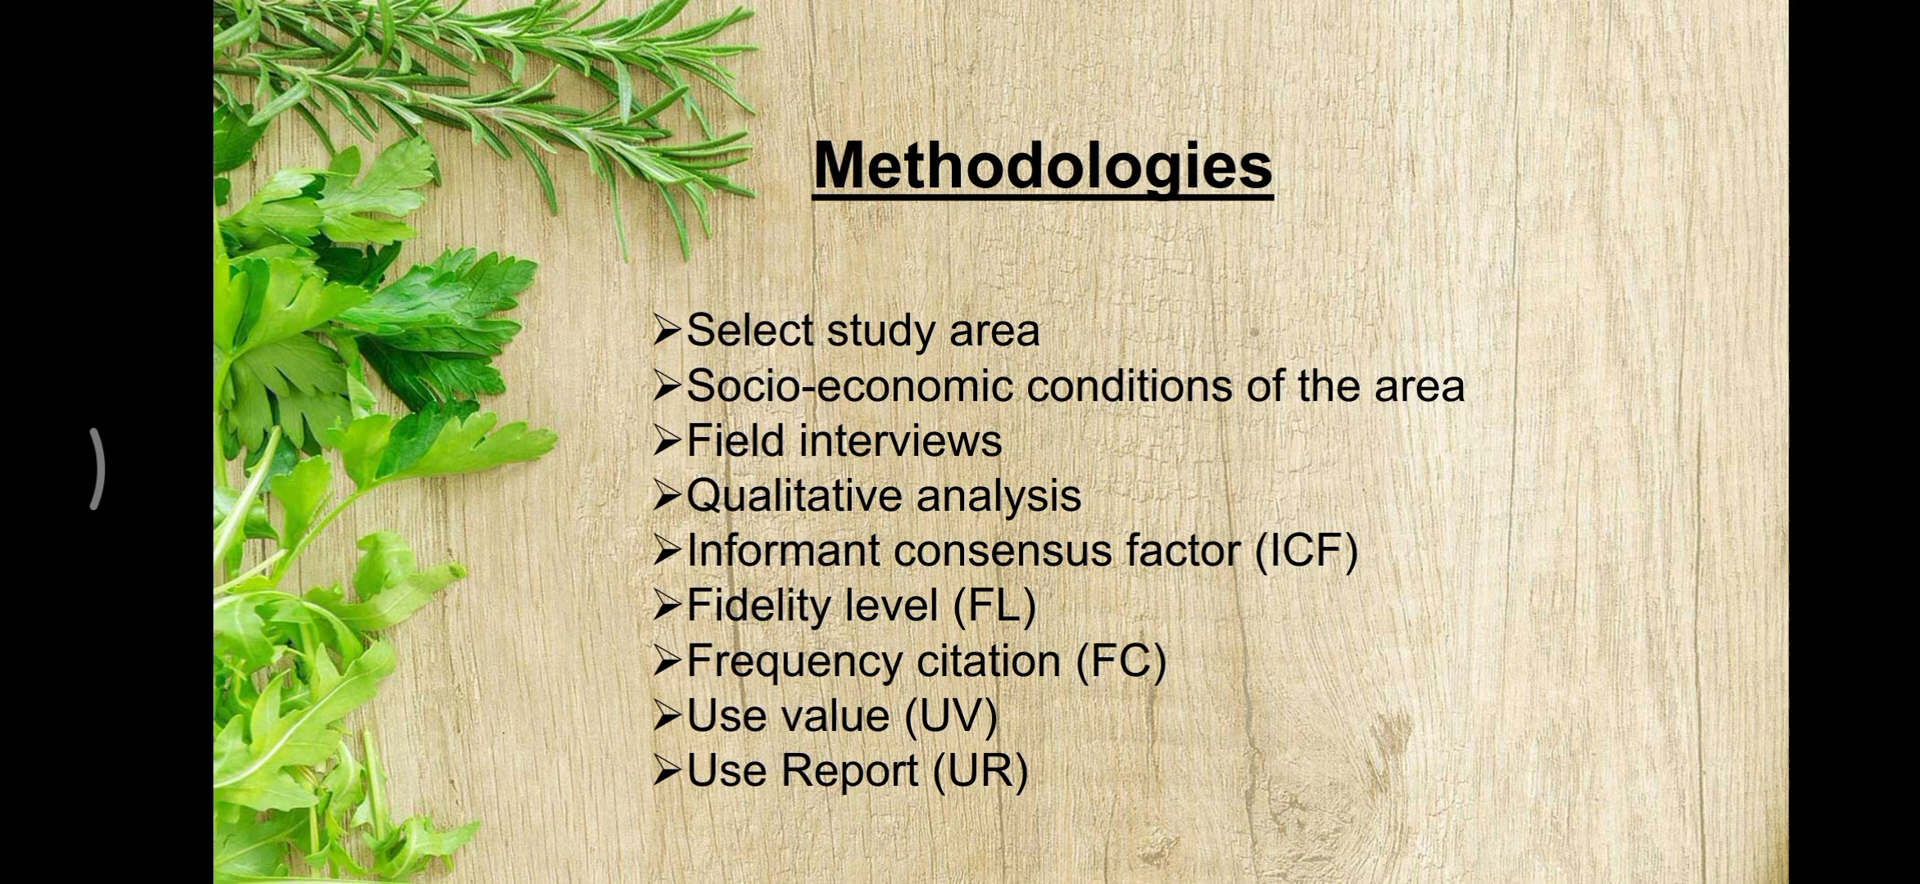 Methodologies
➢Select study area
➢Socio-economic conditions of the area
➢Field interviews
➢Qualitative analysis
➢Informant consensus factor (ICF)
➢Fidelity level (FL)
➢Frequency citation (FC)
➢Use value (UV)
➢Use Report (UR)